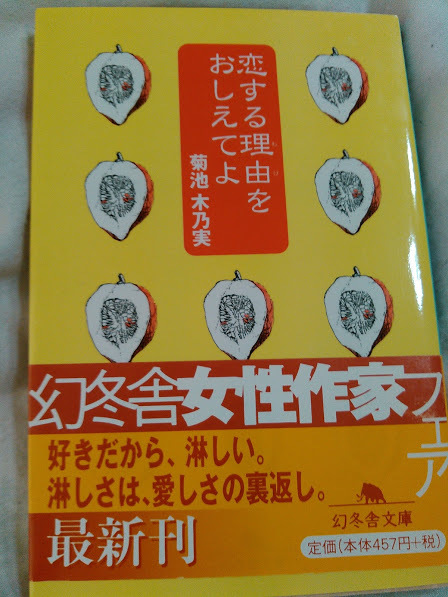 恋する理由を
おしえてよ
菊池 木乃実
幻冬舎女性作家フェア
好きだから、淋しい。
淋しさは、愛しさの裏返し。
最新刊
幻冬舎文庫
定価(本体457円+税)